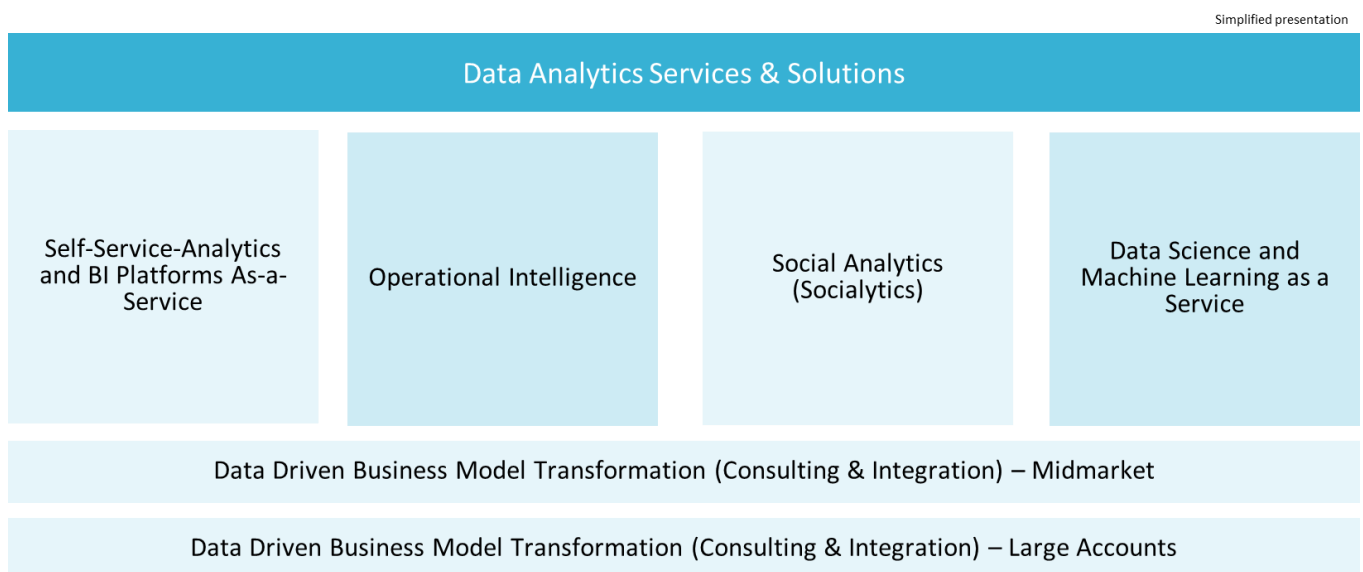 Simplified presentation
Data Analytics Services & Solutions
Self-Service-Analytics
and BI Platforms As-a-
Service
Operational Intelligence
Social Analytics
(Socialytics)
Data Science and
Machine Learning as a
Service
Data Driven Business Model Transformation (Consulting & Integration) – Midmarket
Data Driven Business Model Transformation (Consulting & Integration) – Large Accounts